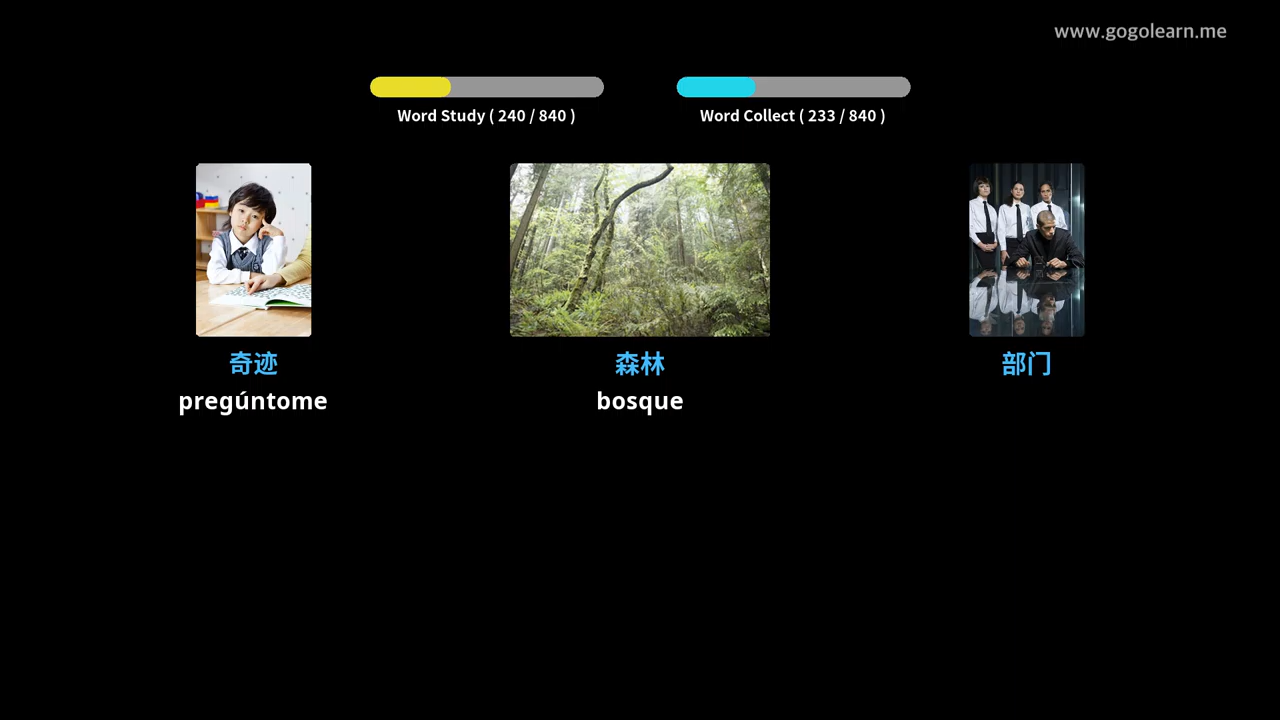 www.gogolearn.me
Word Study ( 240 / 840 )
Word Collect ( 233 / 840 )
奇迹
pregúntome
森林
bosque
部门